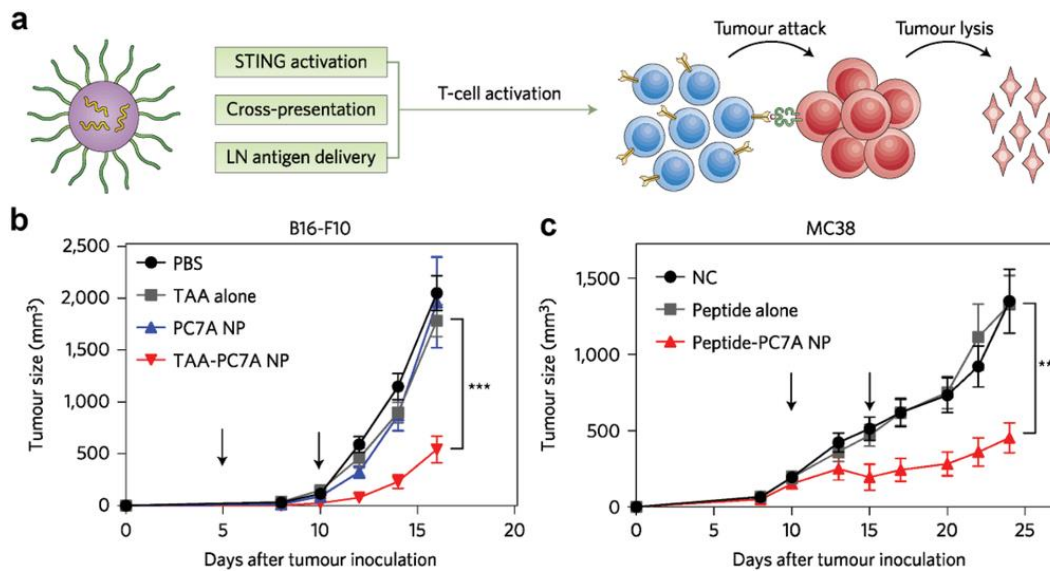 a
STING activation
Cross-presentation
LN antigen delivery
T-cell activation
Tumour attack
Tumour lysis
b
B16-F10
2,500
2,000
1,500
1,000
500
0
Tumour size (mm³)
PBS
TAA alone
PC7A NP
TAA-PC7A NP
***
0
5
10
15
20
Days after tumour inoculation
c
MC38
1,500
1,000
500
0
Tumour size (mm³)
NC
Peptide alone
Peptide-PC7A NP
**
0
5
10
15
20
25
Days after tumour inoculation